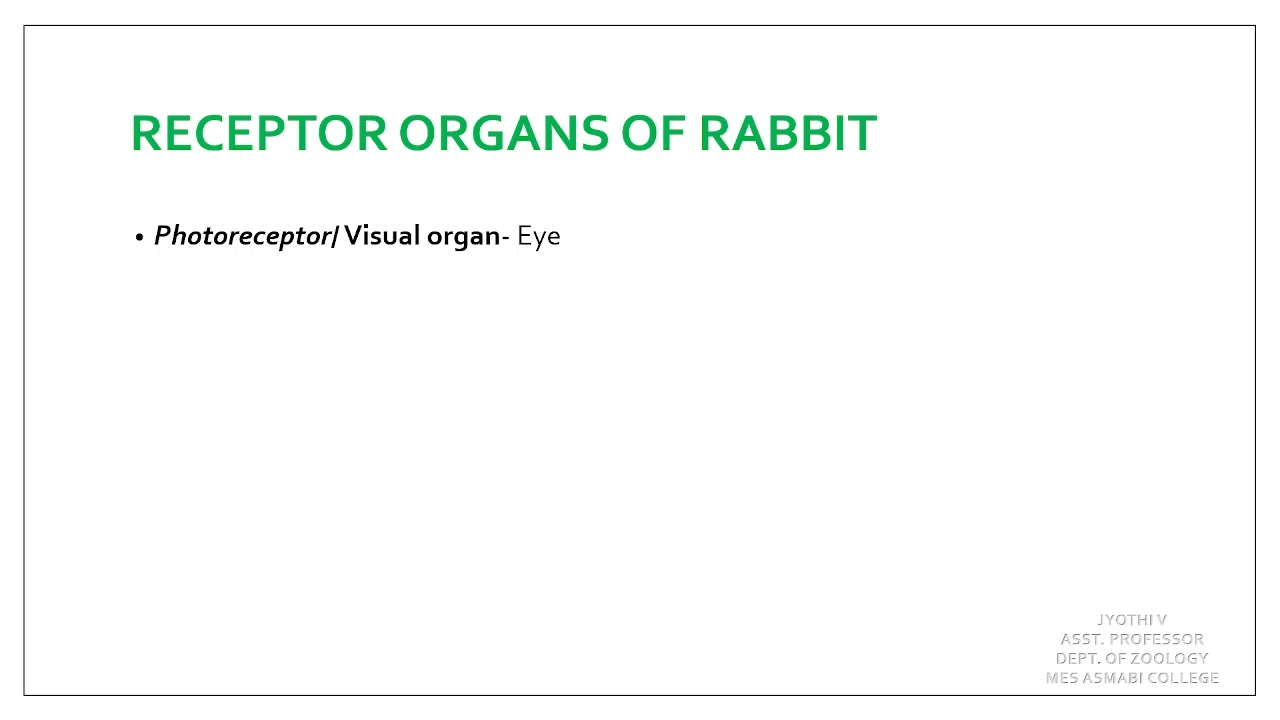 RECEPTOR ORGANS OF RABBIT
• Photoreceptor/ Visual organ- Eye
JYOTHI V
ASST. PROFESSOR
DEPT. OF ZOOLOGY
MES ASMABI COLLEGE